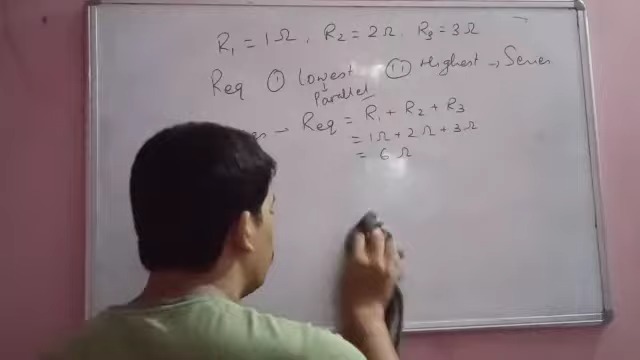 R1 = 1Ω, R2 = 2Ω, R3 = 3Ω
Req (i) Lowest (ii) Highest → Series
↓
Parallel
- Req = R1 + R2 + R3
= 1Ω + 2Ω + 3Ω
= 6 Ω